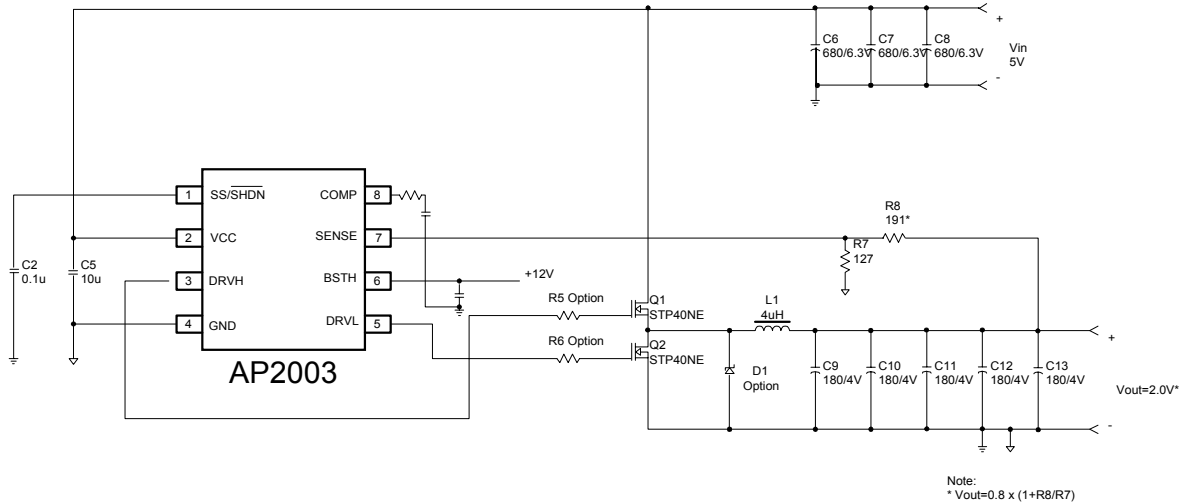 C6
680/6.3V
C7
680/6.3V
C8
680/6.3V
+
Vin
5V
-
1
SS/SHDN
COMP
8
2
VCC
SENSE
7
3
DRVH
BSTH
6
4
GND
DRVL
5
AP2003
C2
0.1u
C5
10u
+12V
R5 Option
R6 Option
Q1
STP40NE
Q2
STP40NE
R8
191*
R7
127
L1
4uH
D1
Option
C9
180/4V
C10
180/4V
C11
180/4V
C12
180/4V
C13
180/4V
+
Vout=2.0V*
-
Note:
* Vout=0.8 x (1+R8/R7)